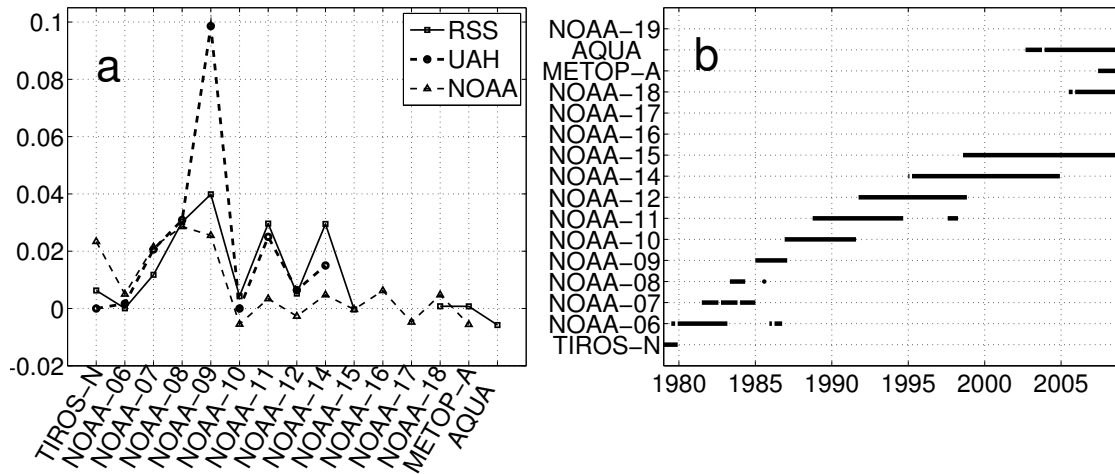 0.1
0.08
0.06
0.04
0.02
0
-0.02
a
RSS
UAH
NOAA
TIROS−N
NOAA−06
NOAA−07
NOAA−08
NOAA−09
NOAA−10
NOAA−11
NOAA−12
NOAA−14
NOAA−15
NOAA−16
NOAA−17
NOAA−18
METOP−A
AQUA
b
NOAA−19
AQUA
METOP−A
NOAA−18
NOAA−17
NOAA−16
NOAA−15
NOAA−14
NOAA−12
NOAA−11
NOAA−10
NOAA−09
NOAA−08
NOAA−07
NOAA−06
TIROS−N
1980 1985 1990 1995 2000 2005